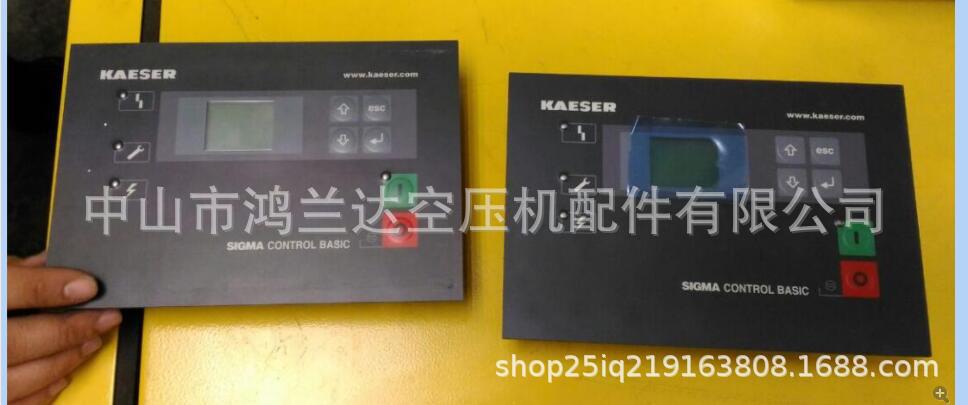 KAESER
www.kaeser.com
esc
I
SIGMA CONTROL BASIC
KAESER
www.kaeser.com
esc
I
SIGMA CONTROL BASIC
中山市鸿兰达空压机配件有限公司
shop25iq219163808.1688.com